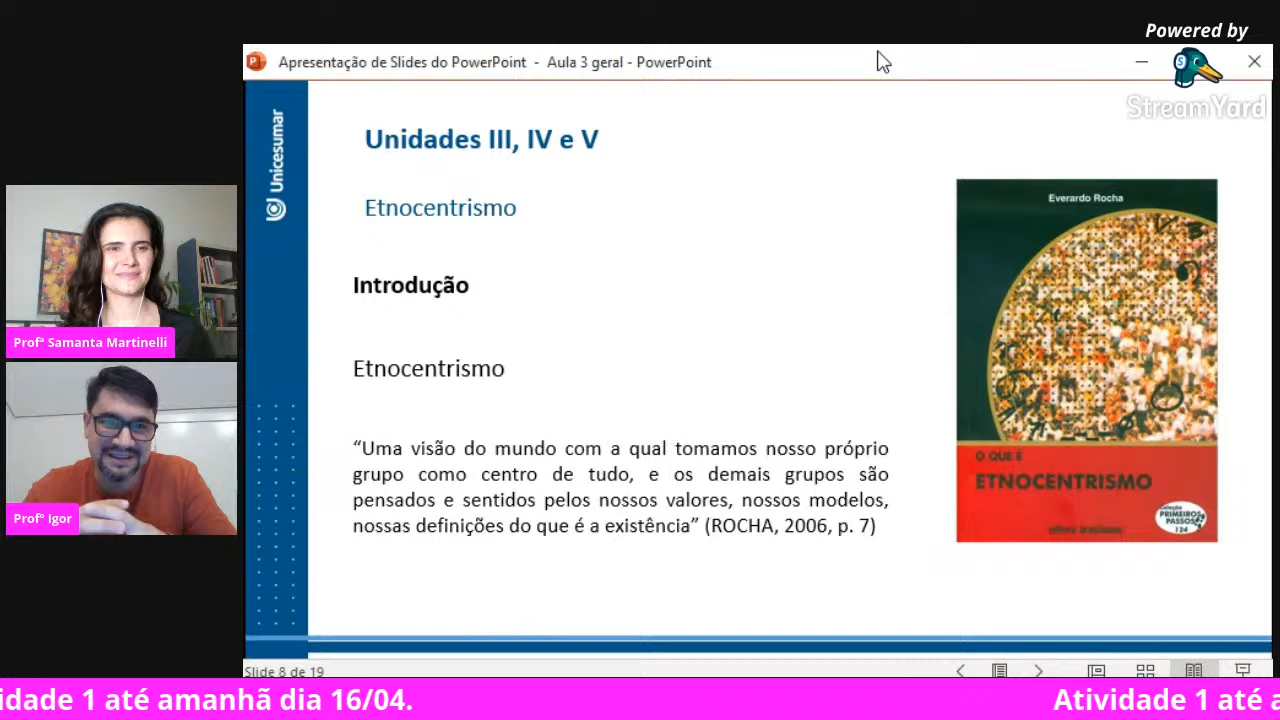 Powered by
StreamYard
Apresentação de Slides do PowerPoint - Aula 3 geral - PowerPoint
Unicesumar
Unidades III, IV e V
Etnocentrismo
Introdução
Etnocentrismo
“Uma visão do mundo com a qual tomamos nosso próprio
grupo como centro de tudo, e os demais grupos são
pensados e sentidos pelos nossos valores, nossos modelos,
nossas definições do que é a existência” (ROCHA, 2006, p. 7)
Everardo Rocha
O QUE É
ETNOCENTRISMO
Coleção
PRIMEIROS
PASSOS
124
Profª Samanta Martinelli
Profº Igor
Slide 8 de 19
idade 1 até amanhã dia 16/04.
Atividade 1 até a